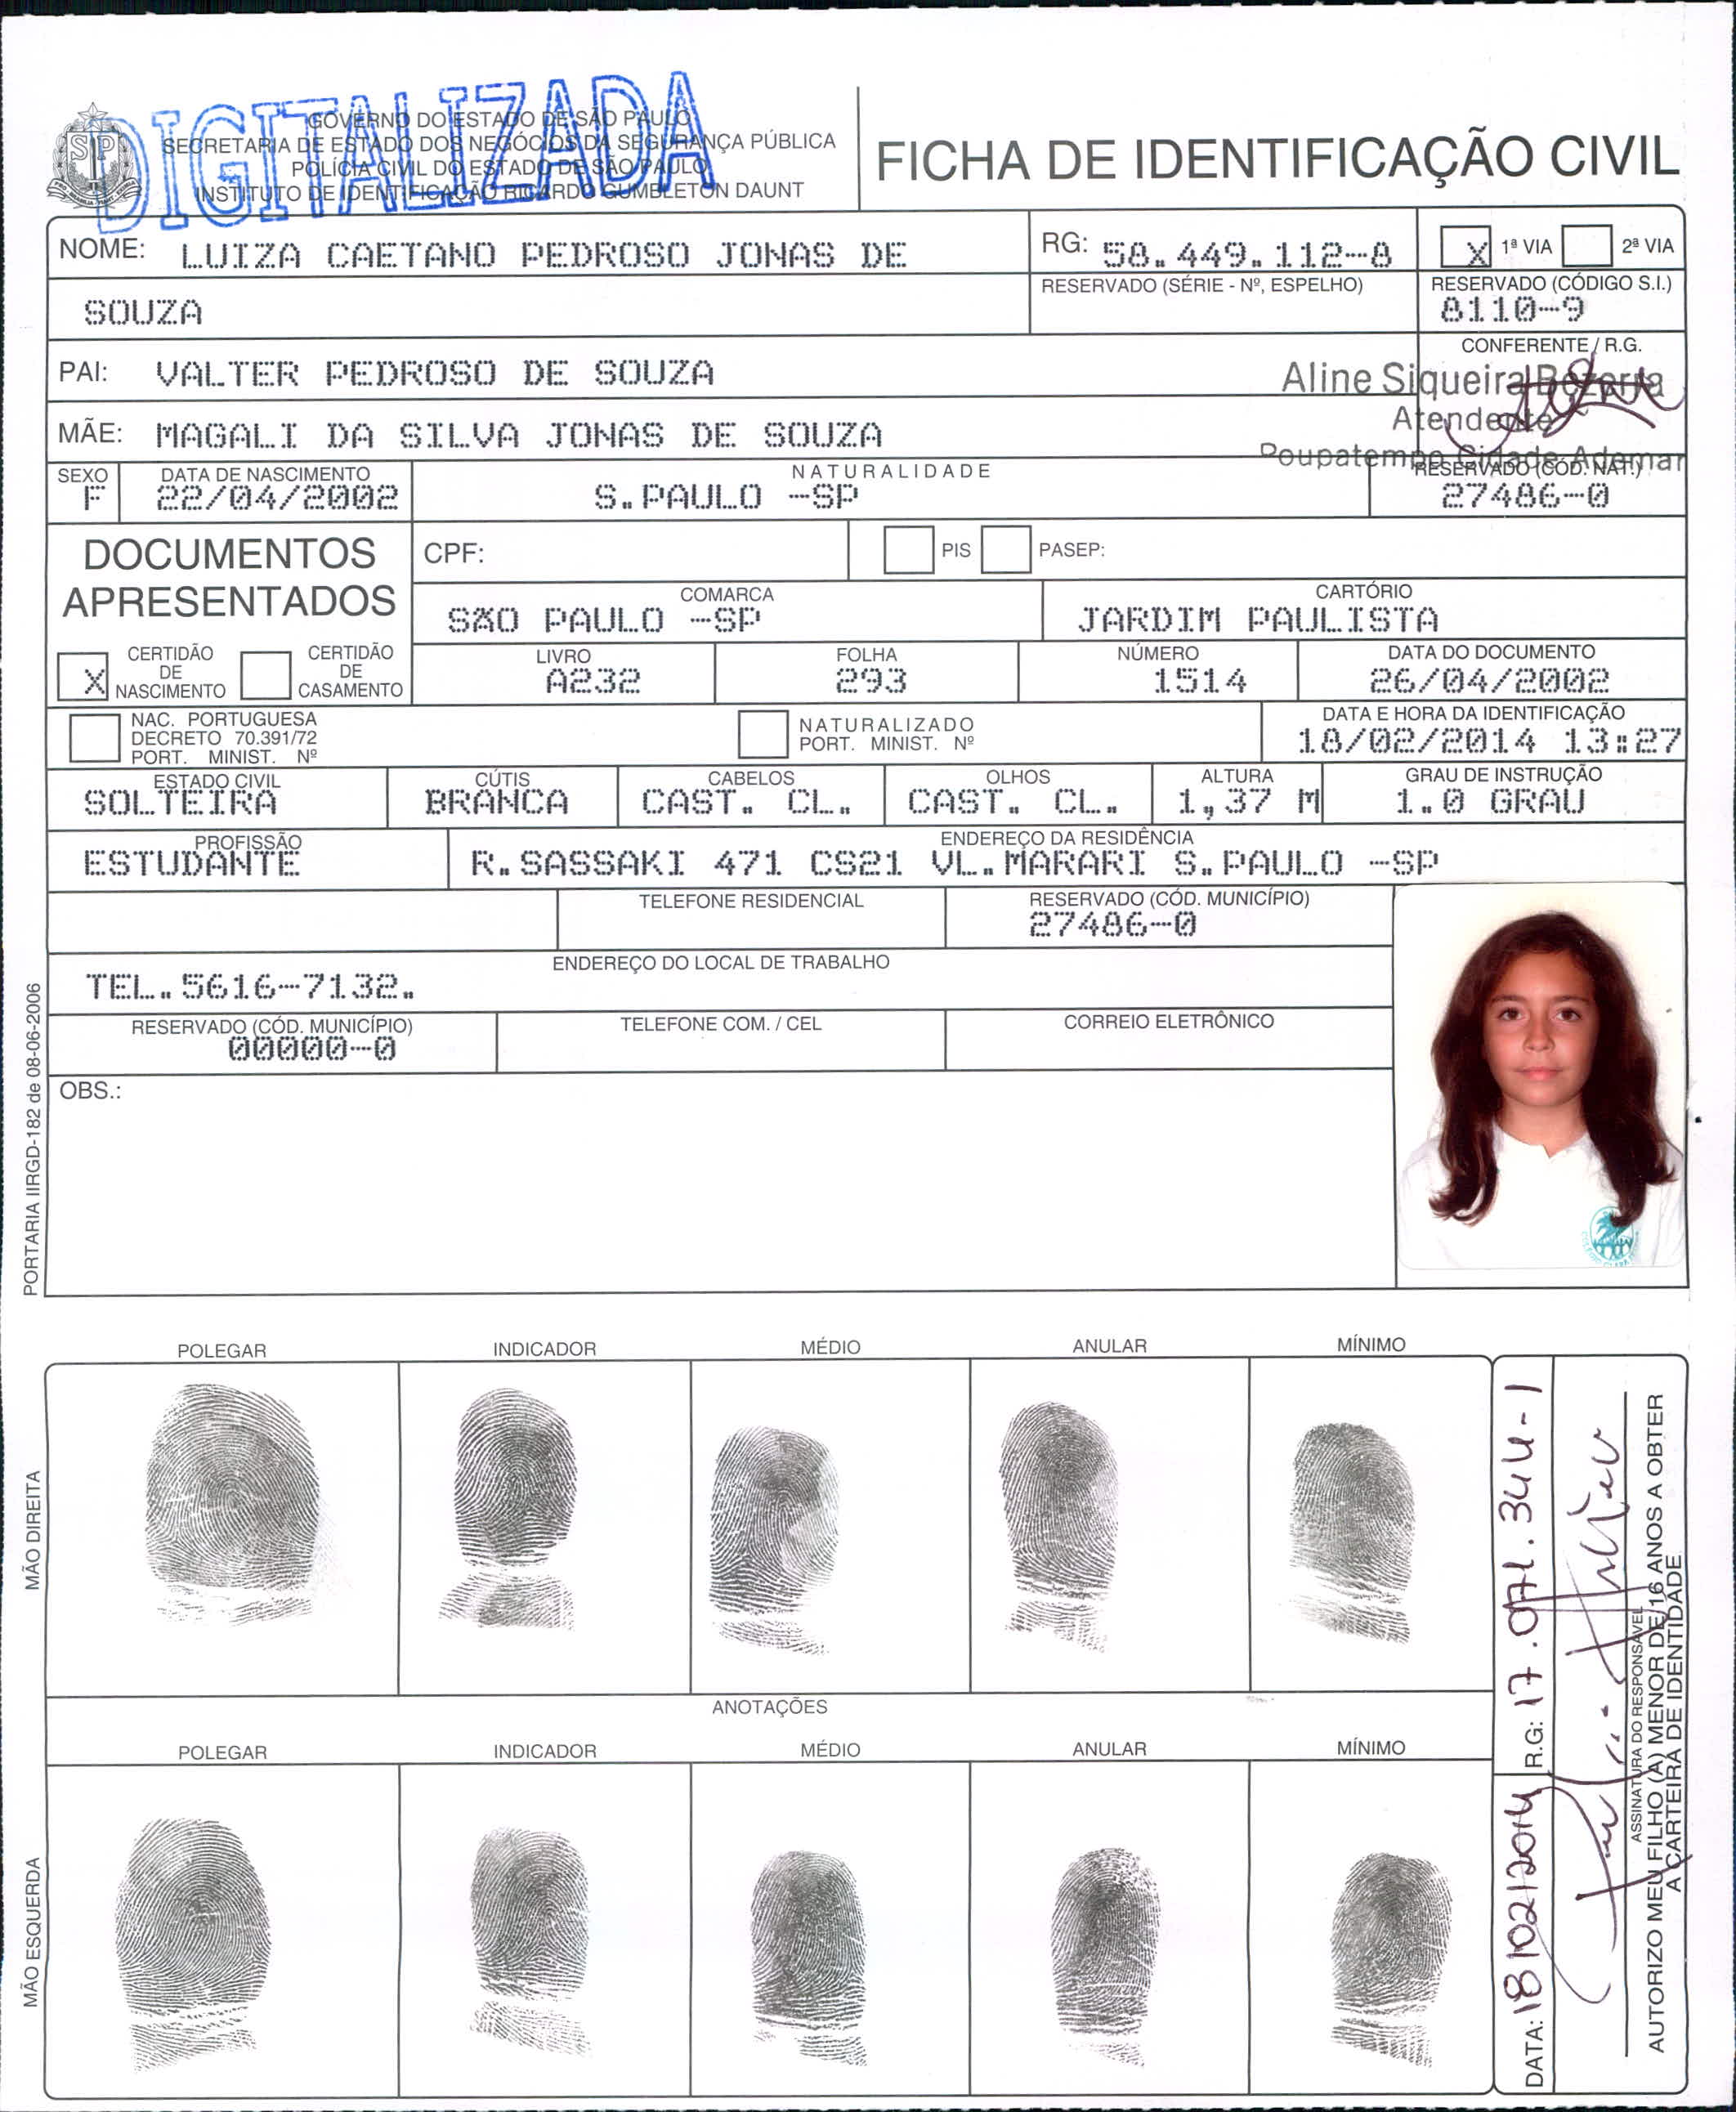 DIGITALIZADA
GOVERNO DO ESTADO DE SÃO PAULO
SECRETARIA DE ESTADO DOS NEGÓCIOS DA SEGURANÇA PÚBLICA
POLÍCIA CIVIL DO ESTADO DE SÃO PAULO
INSTITUTO DE IDENTIFICAÇÃO RICARDO GUMBLETON DAUNT
FICHA DE IDENTIFICAÇÃO CIVIL
NOME: LUIZA CAETANO PEDROSO JONAS DE
SOUZA
RG: 58.449.112-8
X 1ª VIA 2ª VIA
RESERVADO (SÉRIE - Nº, ESPELHO)
RESERVADO (CÓDIGO S.I.)
8110-9
PAI: VALTER PEDROSO DE SOUZA
CONFERENTE / R.G.
Aline Siqueira Bezerra
Atendente
Poupatempo Cidade Ademar
MÃE: MAGALI DA SILVA JONAS DE SOUZA
SEXO
F
DATA DE NASCIMENTO
22/04/2002
NATURALIDADE
S.PAULO -SP
RESERVADO (CÓD. NAT.)
27486-0
DOCUMENTOS
APRESENTADOS
CPF:
PIS PASEP:
COMARCA
SÃO PAULO -SP
CARTÓRIO
JARDIM PAULISTA
X CERTIDÃO
DE
NASCIMENTO
CERTIDÃO
DE
CASAMENTO
LIVRO
A232
FOLHA
293
NÚMERO
1514
DATA DO DOCUMENTO
26/04/2002
NAC. PORTUGUESA
DECRETO 70.391/72
PORT. MINIST. Nº
NATURALIZADO
PORT. MINIST. Nº
DATA E HORA DA IDENTIFICAÇÃO
18/02/2014 13:27
ESTADO CIVIL
SOLTEIRA
CÚTIS
BRANCA
CABELOS
CAST. CL.
OLHOS
CAST. CL.
ALTURA
1,37 M
GRAU DE INSTRUÇÃO
1.0 GRAU
PROFISSÃO
ESTUDANTE
ENDEREÇO DA RESIDÊNCIA
R.SASSAKI 471 CS21 VL.MARARI S.PAULO -SP
TELEFONE RESIDENCIAL
RESERVADO (CÓD. MUNICÍPIO)
27486-0
ENDEREÇO DO LOCAL DE TRABALHO
TEL.5616-7132.
RESERVADO (CÓD. MUNICÍPIO)
00000-0
TELEFONE COM. / CEL
CORREIO ELETRÔNICO
OBS.:
PORTARIA IIRGD-182 de 08-06-2006
POLEGAR INDICADOR MÉDIO ANULAR MÍNIMO
MÃO DIREITA
ANOTAÇÕES
POLEGAR INDICADOR MÉDIO ANULAR MÍNIMO
MÃO ESQUERDA
DATA: 18/02/2014 R.G.: 17.071.344-1
ASSINATURA DO RESPONSÁVEL
AUTORIZO MEU FILHO (A) MENOR DE 16 ANOS A OBTER
A CARTEIRA DE IDENTIDADE